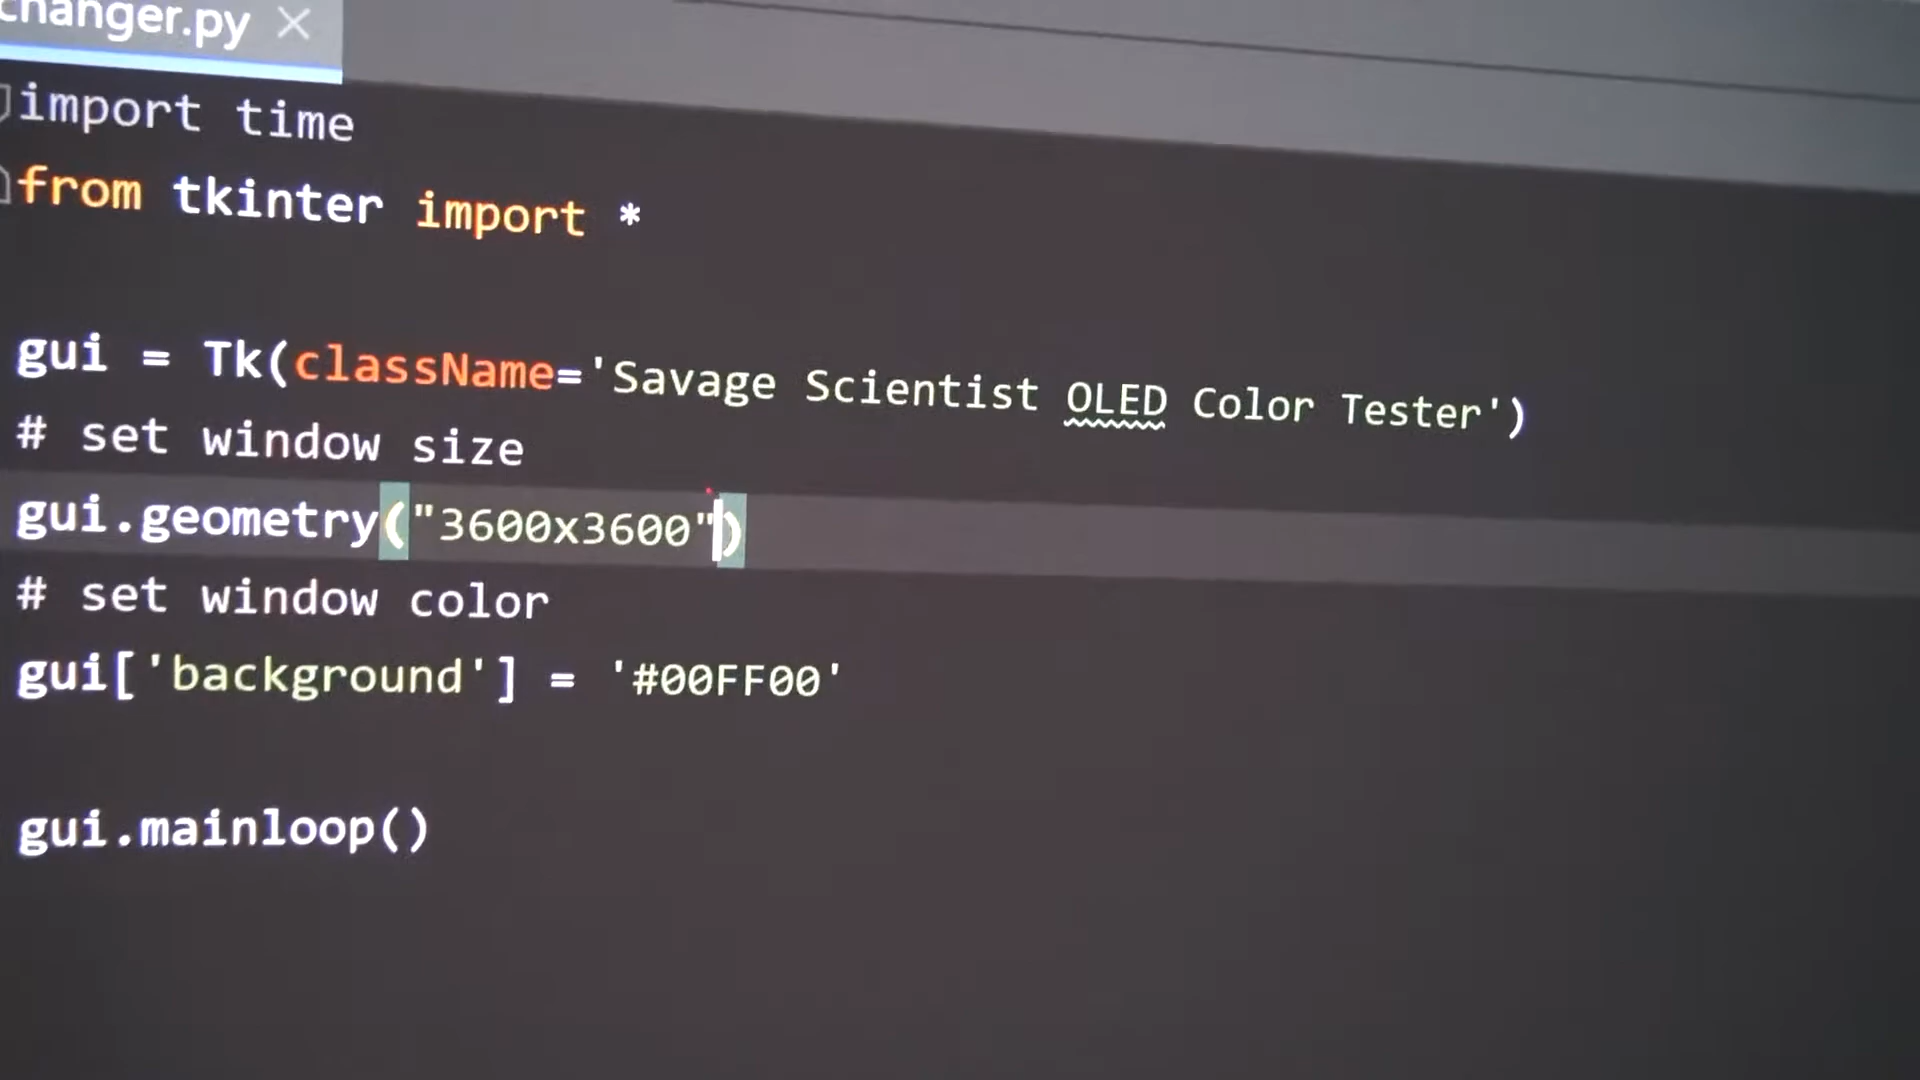 changer.py
import time
from tkinter import *
gui = Tk(className='Savage Scientist OLED Color Tester')
# set window size
gui.geometry("3600x3600")
# set window color
gui['background'] = '#00FF00'
gui.mainloop()